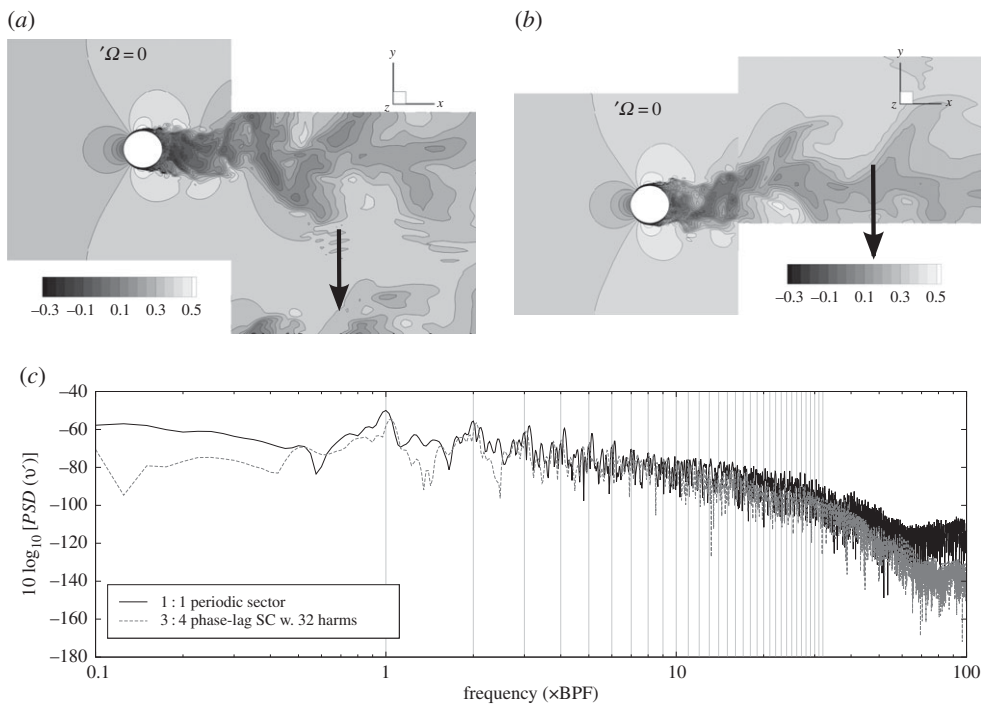 (a)
′Ω = 0
y
z
x
−0.3 −0.1 0.1 0.3 0.5
(b)
′Ω = 0
y
z
x
−0.3 −0.1 0.1 0.3 0.5
(c)
10 log10 [PSD (υ′)]
−40
−60
−80
−100
−120
−140
−160
−180
1 : 1 periodic sector
3 : 4 phase-lag SC w. 32 harms
0.1 1 10 100
frequency (×BPF)